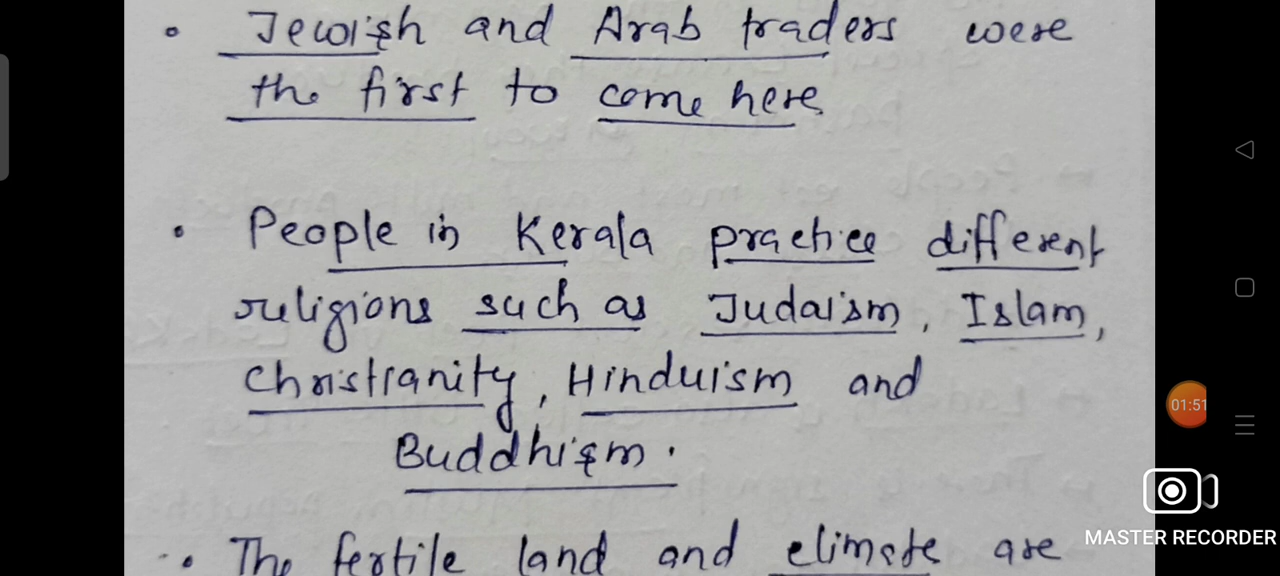 • Jewish and Arab traders were
the first to come here
• People in Kerala practice different
religions such as Judaism, Islam,
Christianity, Hinduism and
Buddhism.
• The fertile land and climate are
01:51
MASTER RECORDER